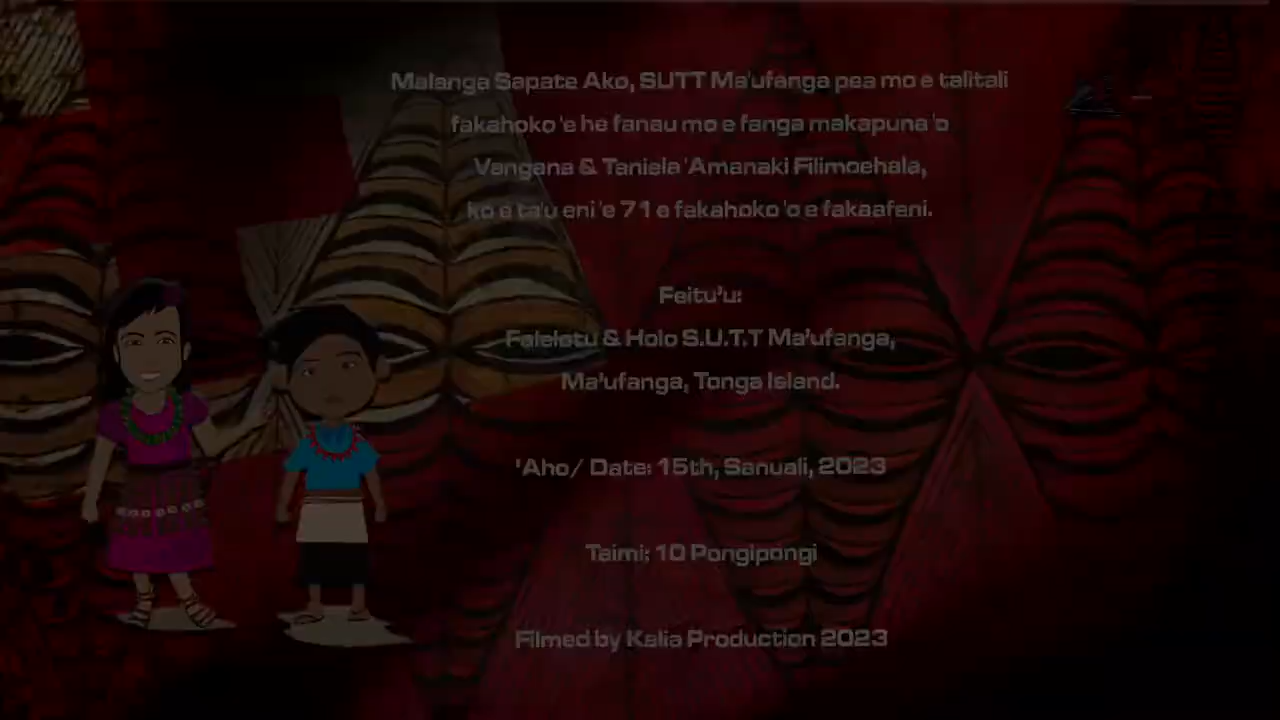 Malanga Sapate Ako, SUTT Ma'ufanga pea mo e talitali
fakahoko 'e he fanau mo e fanga makapuna 'o
Vangana & Taniela 'Amanaki Filimoehala,
ko e ta'u eni 'e 71 e fakahoko 'o e fakaafeni.
Feitu'u:
Falelotu & Holo S.U.T.T Ma'ufanga,
Ma'ufanga, Tonga Island.
'Aho/ Date: 15th, Sanuali, 2023
Taimi; 10 Pongipongi
Filmed by Kalia Production 2023